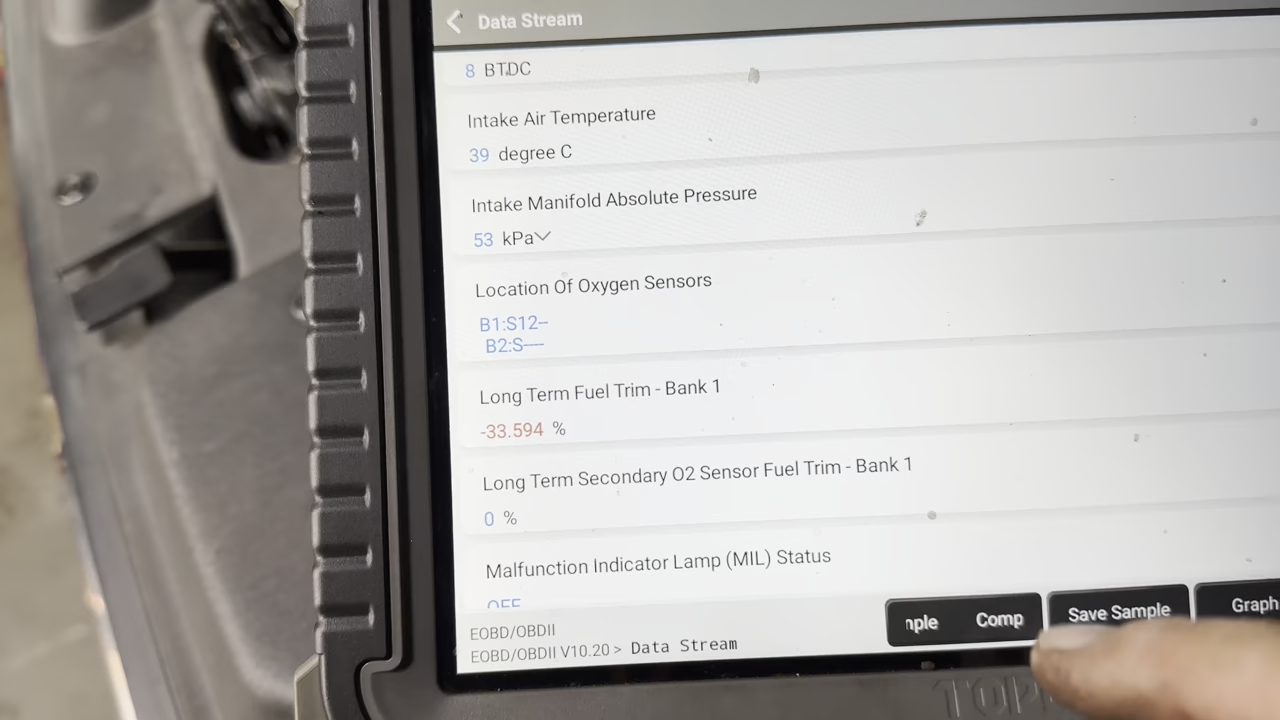 Data Stream
8 BTDC
Intake Air Temperature
39 degree C
Intake Manifold Absolute Pressure
53 kPa
Location Of Oxygen Sensors
B1:S12--
B2:S----
Long Term Fuel Trim - Bank 1
-33.594 %
Long Term Secondary O2 Sensor Fuel Trim - Bank 1
0 %
Malfunction Indicator Lamp (MIL) Status
OFF
EOBD/OBDII
EOBD/OBDII V10.20 > Data Stream
nple Comp Save Sample Graph
TOP